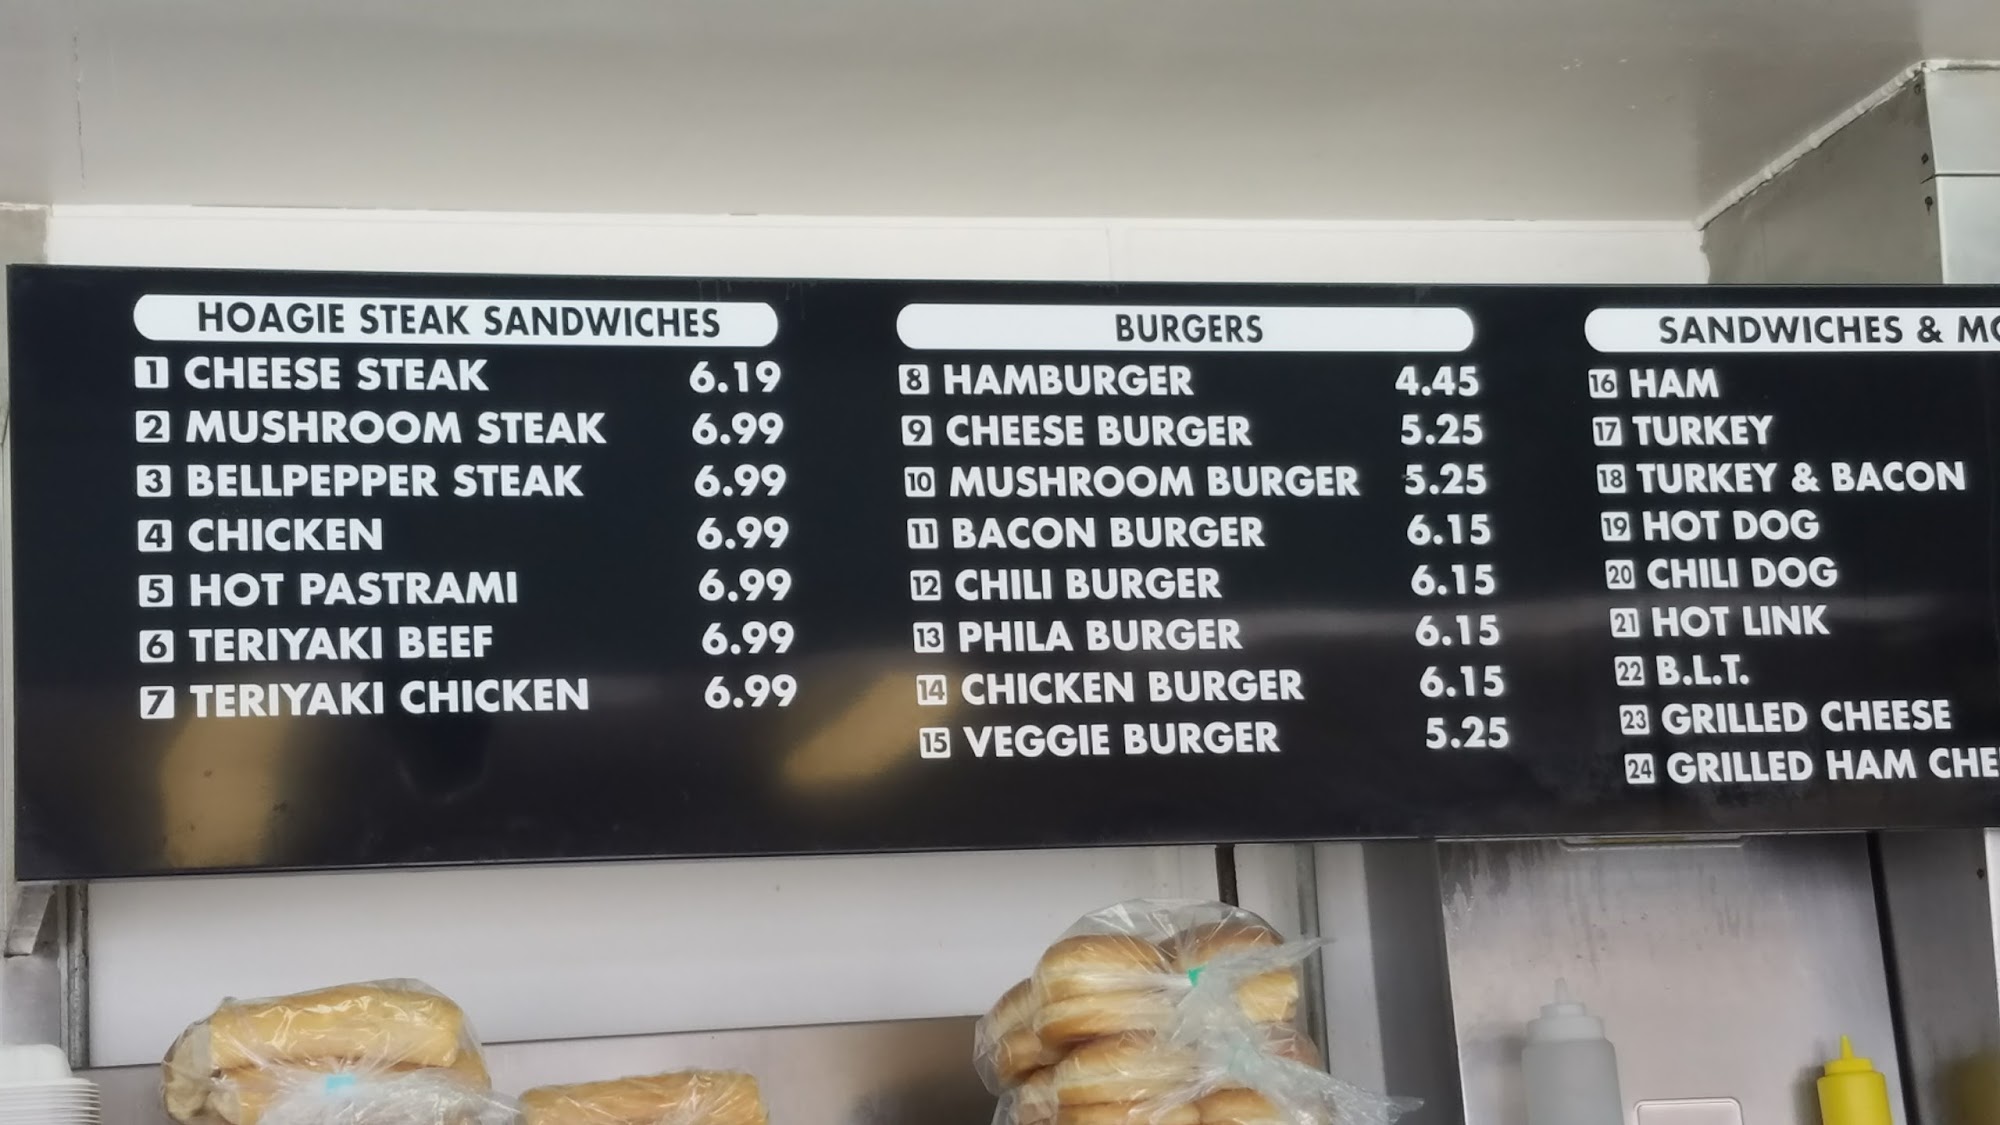 HOAGIE STEAK SANDWICHES
1 CHEESE STEAK 6.19
2 MUSHROOM STEAK 6.99
3 BELLPEPPER STEAK 6.99
4 CHICKEN 6.99
5 HOT PASTRAMI 6.99
6 TERIYAKI BEEF 6.99
7 TERIYAKI CHICKEN 6.99
BURGERS
8 HAMBURGER 4.45
9 CHEESE BURGER 5.25
10 MUSHROOM BURGER 5.25
11 BACON BURGER 6.15
12 CHILI BURGER 6.15
13 PHILA BURGER 6.15
14 CHICKEN BURGER 6.15
15 VEGGIE BURGER 5.25
SANDWICHES & MO
16 HAM
17 TURKEY
18 TURKEY & BACON
19 HOT DOG
20 CHILI DOG
21 HOT LINK
22 B.L.T.
23 GRILLED CHEESE
24 GRILLED HAM CHE